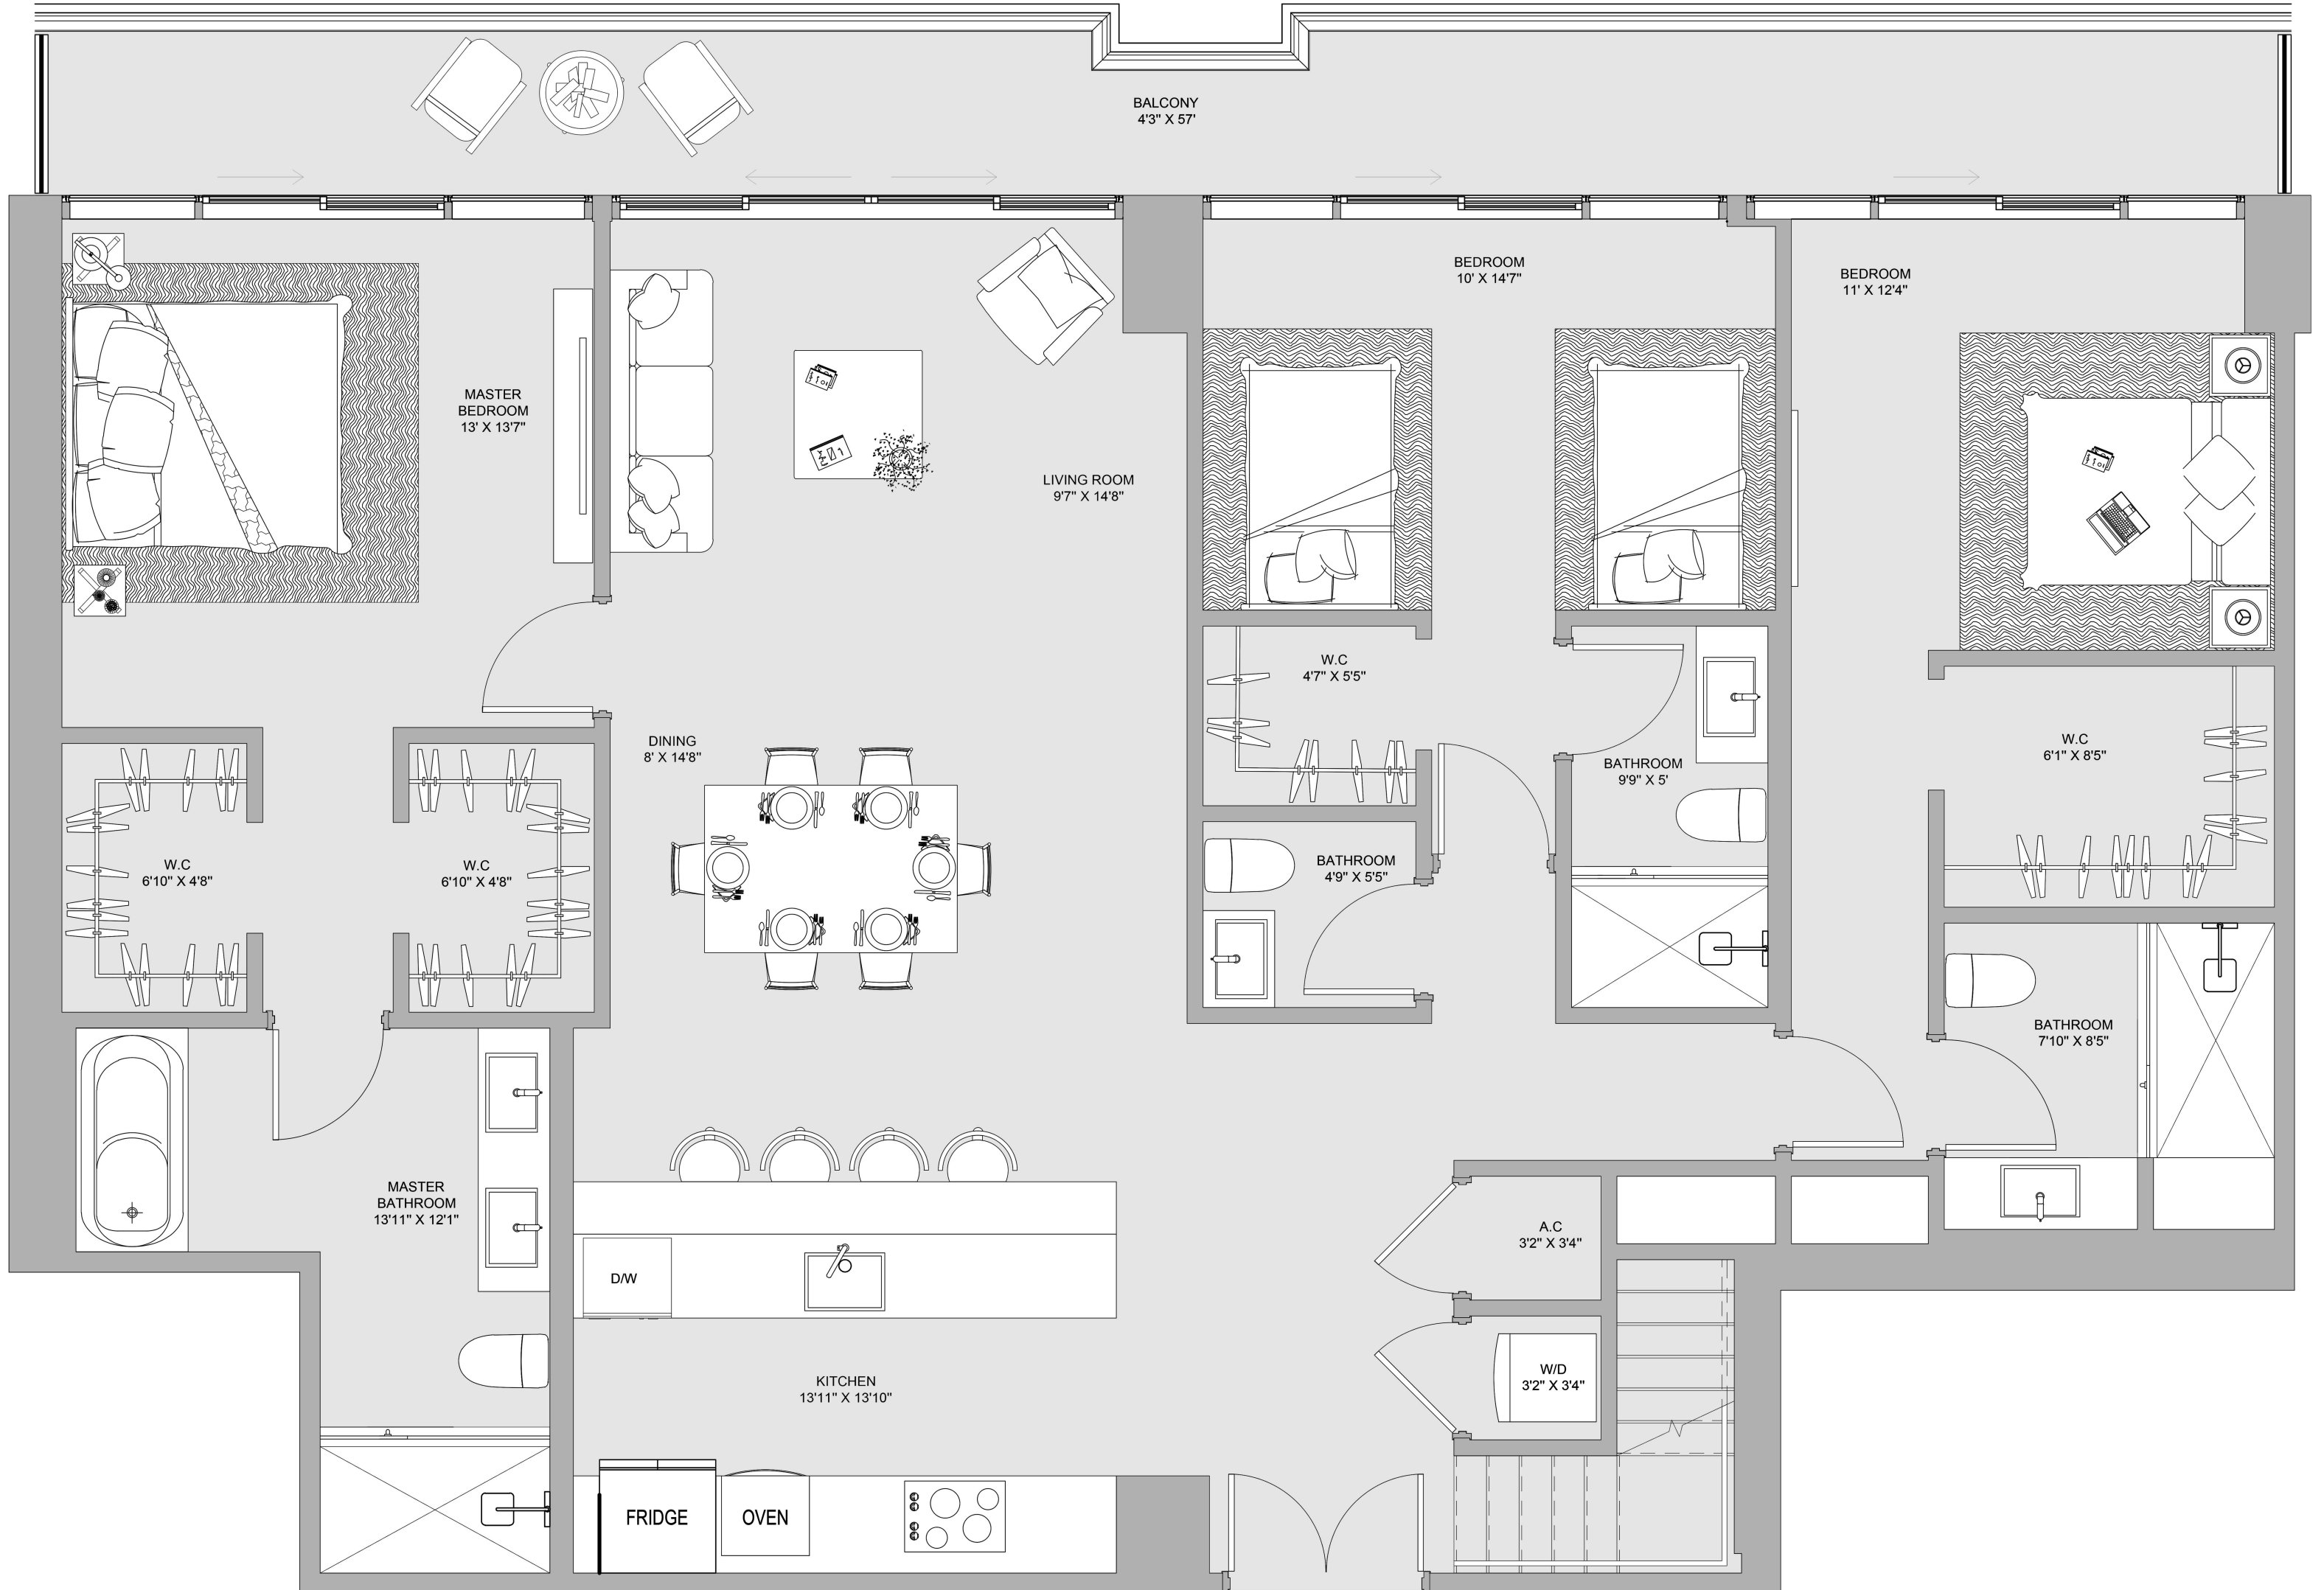 BALCONY
4'3" X 57'
BEDROOM
10' X 14'7"
BEDROOM
11' X 12'4"
MASTER
BEDROOM
13' X 13'7"
LIVING ROOM
9'7" X 14'8"
W.C
4'7" X 5'5"
DINING
8' X 14'8"
BATHROOM
9'9" X 5'
W.C
6'1" X 8'5"
W.C
6'10" X 4'8"
W.C
6'10" X 4'8"
BATHROOM
4'9" X 5'5"
BATHROOM
7'10" X 8'5"
MASTER
BATHROOM
13'11" X 12'1"
A.C
3'2" X 3'4"
D/W
KITCHEN
13'11" X 13'10"
W/D
3'2" X 3'4"
FRIDGE
OVEN